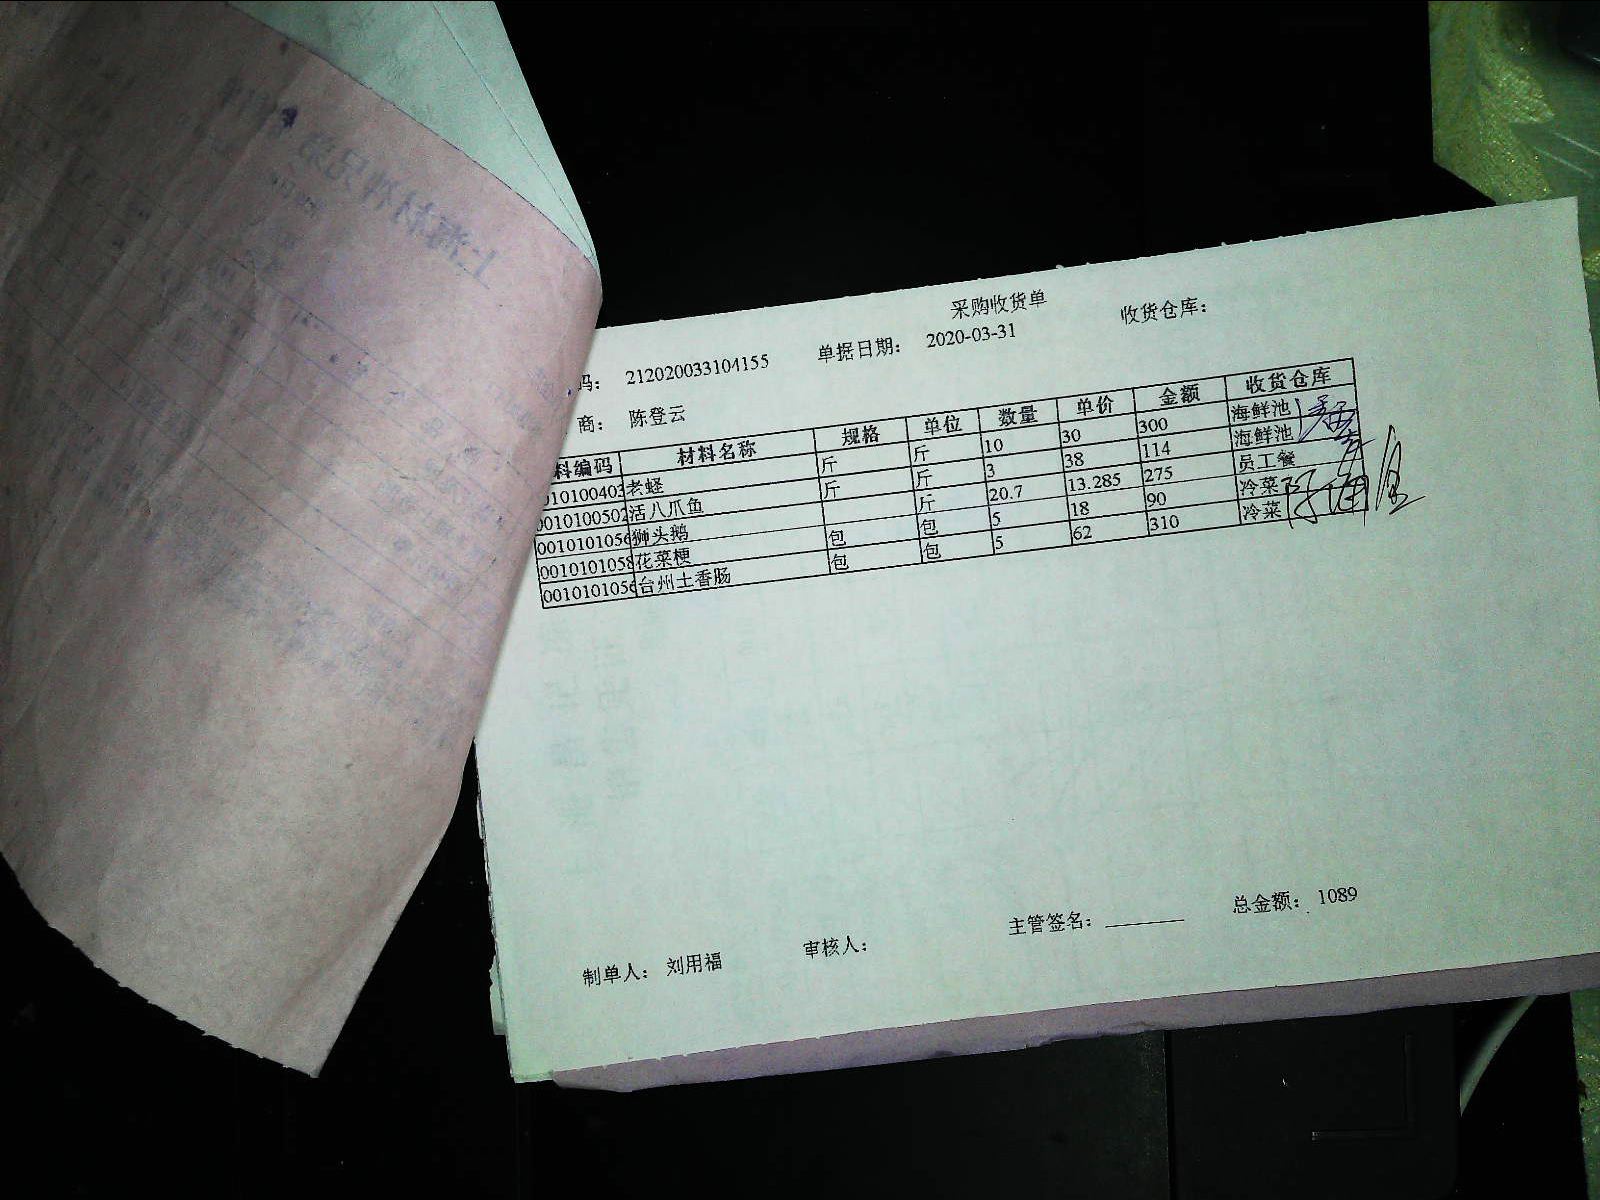 采购收货单
码： 212020033104155 单据日期： 2020-03-31 收货仓库：
商： 陈登云
料编码 材料名称 规格 单位 数量 单价 金额 收货仓库
010100403 老蛏 斤 斤 10 30 300 海鲜池
0010100502 活八爪鱼 斤 斤 3 38 114 海鲜池
0010101056 狮头鹅 斤 20.7 13.285 275 员工餐
0010101058 花菜梗 包 包 5 18 90 冷菜
0010101056 台州土香肠 包 包 5 62 310 冷菜
制单人： 刘用福 审核人： 主管签名： 总金额： 1089